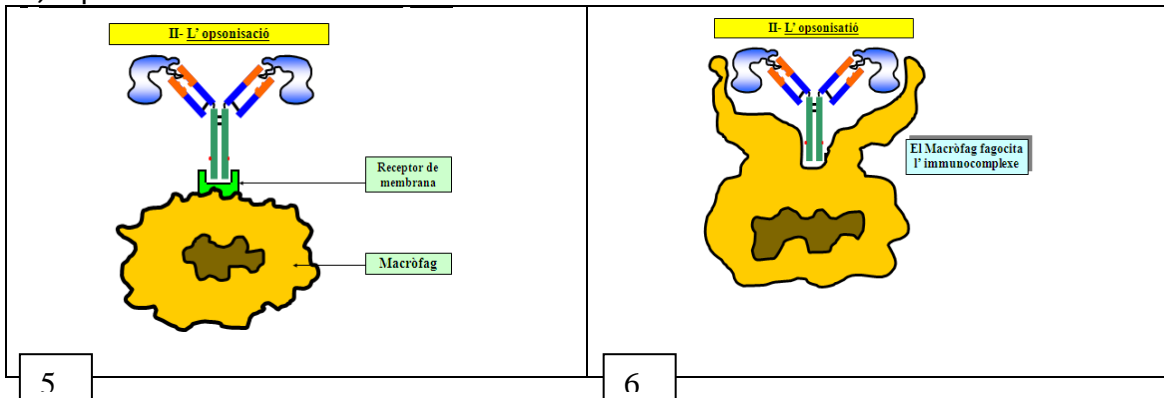 II- L' opsonisació
Receptor de
membrana
Macròfag
5
II- L' opsonisatió
El Macròfag fagocita
l' immunocomplexe
6